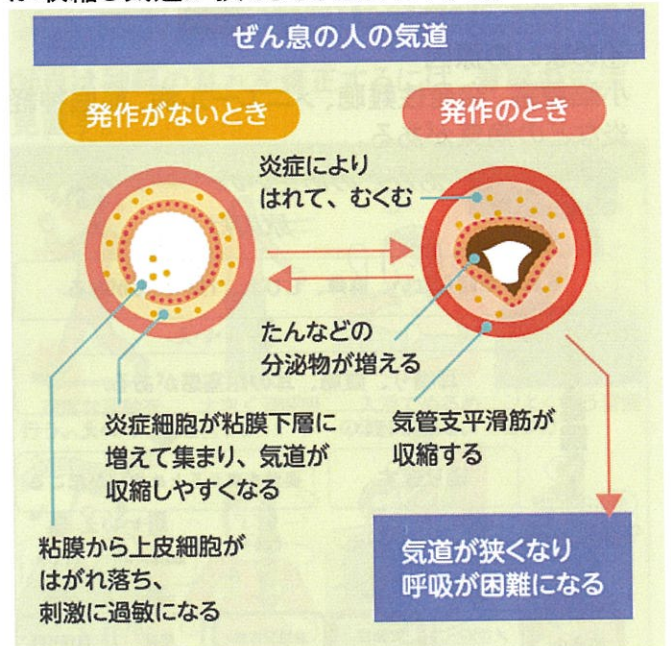 ぜん息の人の気道
発作がないとき
発作のとき
炎症により
はれて、むくむ
たんなどの
分泌物が増える
炎症細胞が粘膜下層に
増えて集まり、気道が
収縮しやすくなる
気管支平滑筋が
収縮する
粘膜から上皮細胞が
はがれ落ち、
刺激に過敏になる
気道が狭くなり
呼吸が困難になる